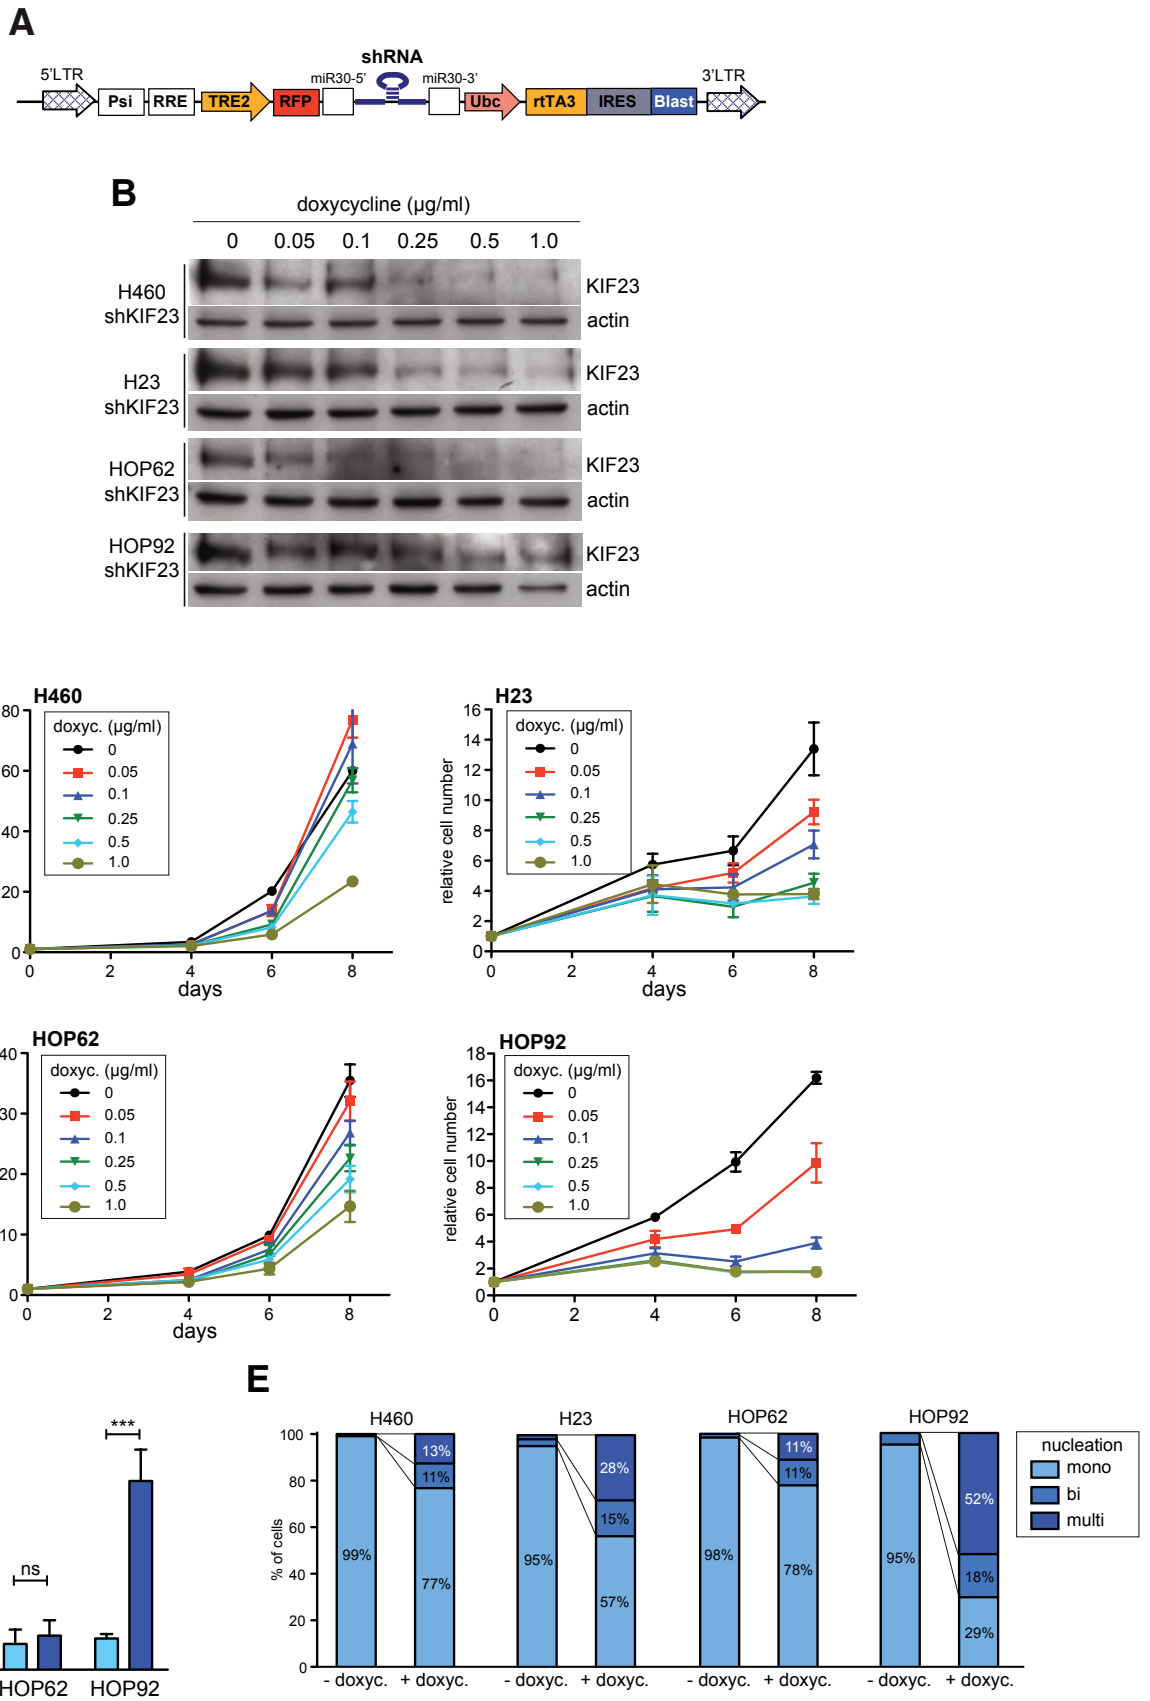 A
shRNA
5'LTR
miR30-5'
miR30-3'
3'LTR
Psi
RRE
TRE2
RFP
Ubc
rtTA3
IRES
Blast
B
doxycycline (µg/ml)
0 0.05 0.1 0.25 0.5 1.0
H460
shKIF23
KIF23
actin
H23
shKIF23
KIF23
actin
HOP62
shKIF23
KIF23
actin
HOP92
shKIF23
KIF23
actin
H460
doxyc. (µg/ml)
0
0.05
0.1
0.25
0.5
1.0
80
60
40
20
0
0 2 4 6 8
days
H23
doxyc. (µg/ml)
0
0.05
0.1
0.25
0.5
1.0
relative cell number
16
14
12
10
8
6
4
2
0
0 2 4 6 8
days
HOP62
doxyc. (µg/ml)
0
0.05
0.1
0.25
0.5
1.0
40
30
20
10
0
0 2 4 6 8
days
HOP92
doxyc. (µg/ml)
0
0.05
0.1
0.25
0.5
1.0
relative cell number
18
16
14
12
10
8
6
4
2
0
0 2 4 6 8
ns
***
HOP62 HOP92
E
H460 H23 HOP62 HOP92
% of cells
100
80
60
40
20
0
99%
13%
11%
77%
95%
28%
15%
57%
98%
11%
11%
78%
95%
52%
18%
29%
- doxyc. + doxyc. - doxyc. + doxyc. - doxyc. + doxyc. - doxyc. + doxyc.
nucleation
mono
bi
multi